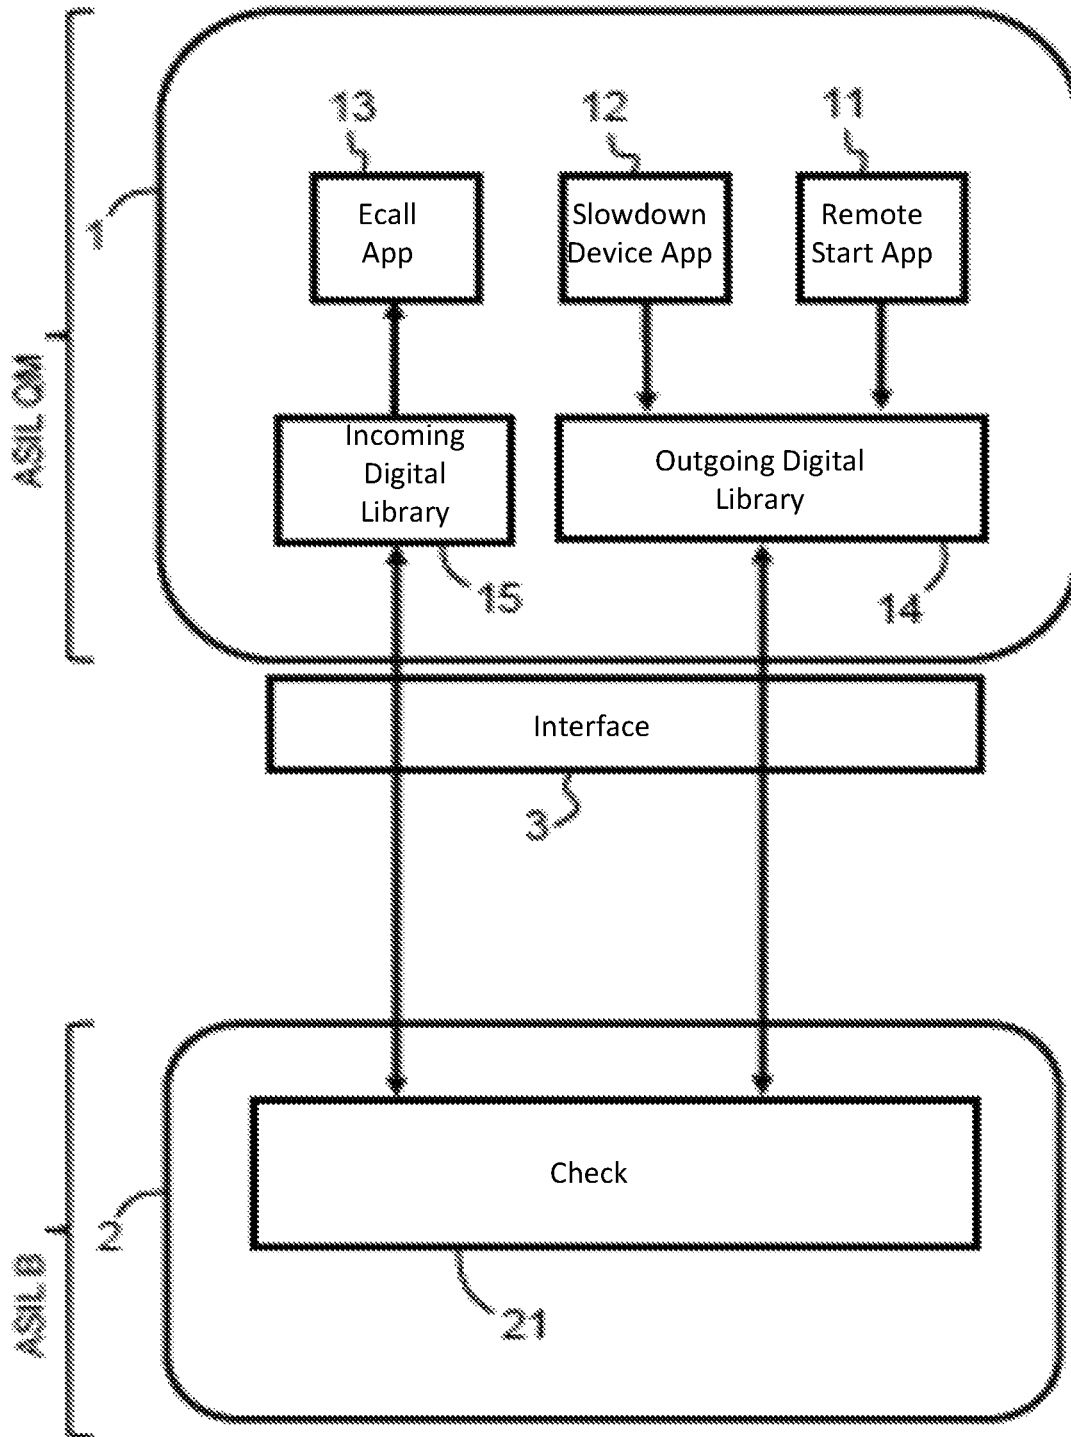 13
12
11
1
Ecall
App
Slowdown
Device App
Remote
Start App
ASIL QM
Incoming
Digital
Library
Outgoing Digital
Library
15
14
Interface
3
Check
2
ASIL B
21